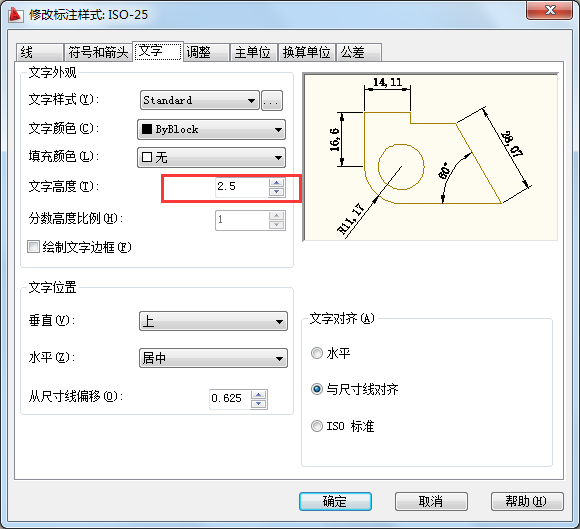 修改标注样式: ISO-25
线 符号和箭头 文字 调整 主单位 换算单位 公差
文字外观
文字样式(Y): Standard ...
文字颜色(C): ByBlock
填充颜色(L): 无
文字高度(T): 2.5
分数高度比例(H): 1
绘制文字边框(F)
14,11
16,6
28,07
60°
R11,17
文字位置
垂直(V): 上
水平(Z): 居中
从尺寸线偏移(O): 0.625
文字对齐(A)
水平
与尺寸线对齐
ISO 标准
确定 取消 帮助(H)